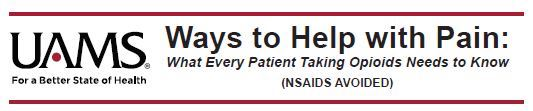 UAMS®
For a Better State of Health
Ways to Help with Pain:
What Every Patient Taking Opioids Needs to Know
(NSAIDS AVOIDED)